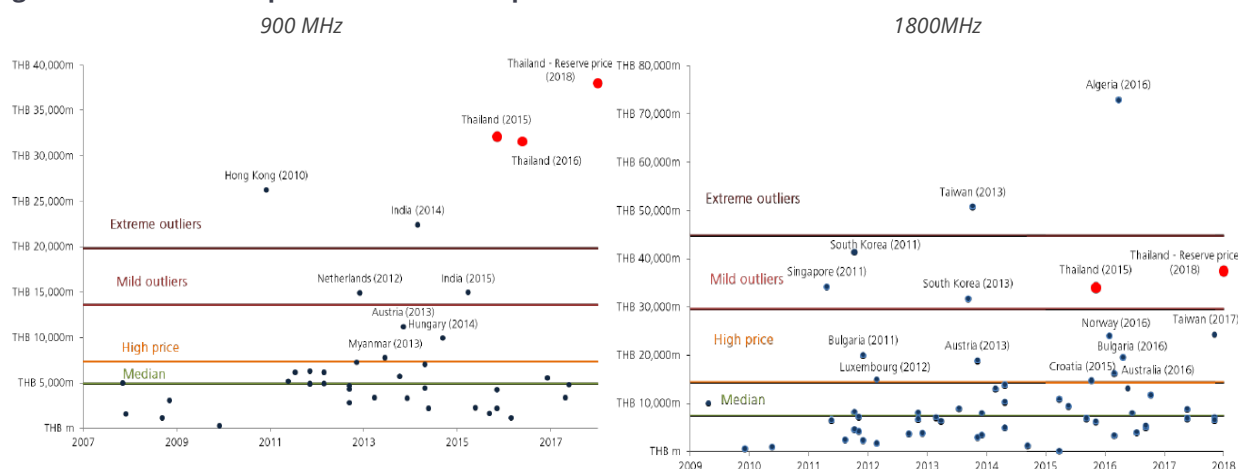 900 MHz
1800MHz
THB 40,000m
THB 35,000m
THB 30,000m
THB 25,000m
THB 20,000m
THB 15,000m
THB 10,000m
THB 5,000m
THB m
2007
2009
2011
2013
2015
2017
Thailand - Reserve price
(2018)
Thailand (2015)
Thailand (2016)
Hong Kong (2010)
India (2014)
Extreme outliers
Netherlands (2012)
India (2015)
Mild outliers
Austria (2013)
Hungary (2014)
Myanmar (2013)
High price
Median
THB 80,000m
THB 70,000m
THB 60,000m
THB 50,000m
THB 40,000m
THB 30,000m
THB 20,000m
THB 10,000m
THB m
2009
2010
2011
2012
2013
2014
2015
2016
2017
2018
Algeria (2016)
Taiwan (2013)
Extreme outliers
South Korea (2011)
Thailand - Reserve price
(2018)
Singapore (2011)
Thailand (2015)
Mild outliers
South Korea (2013)
Norway (2016)
Taiwan (2017)
High price
Bulgaria (2011)
Austria (2013)
Bulgaria (2016)
Luxembourg (2012)
Croatia (2015)
Australia (2016)
Median